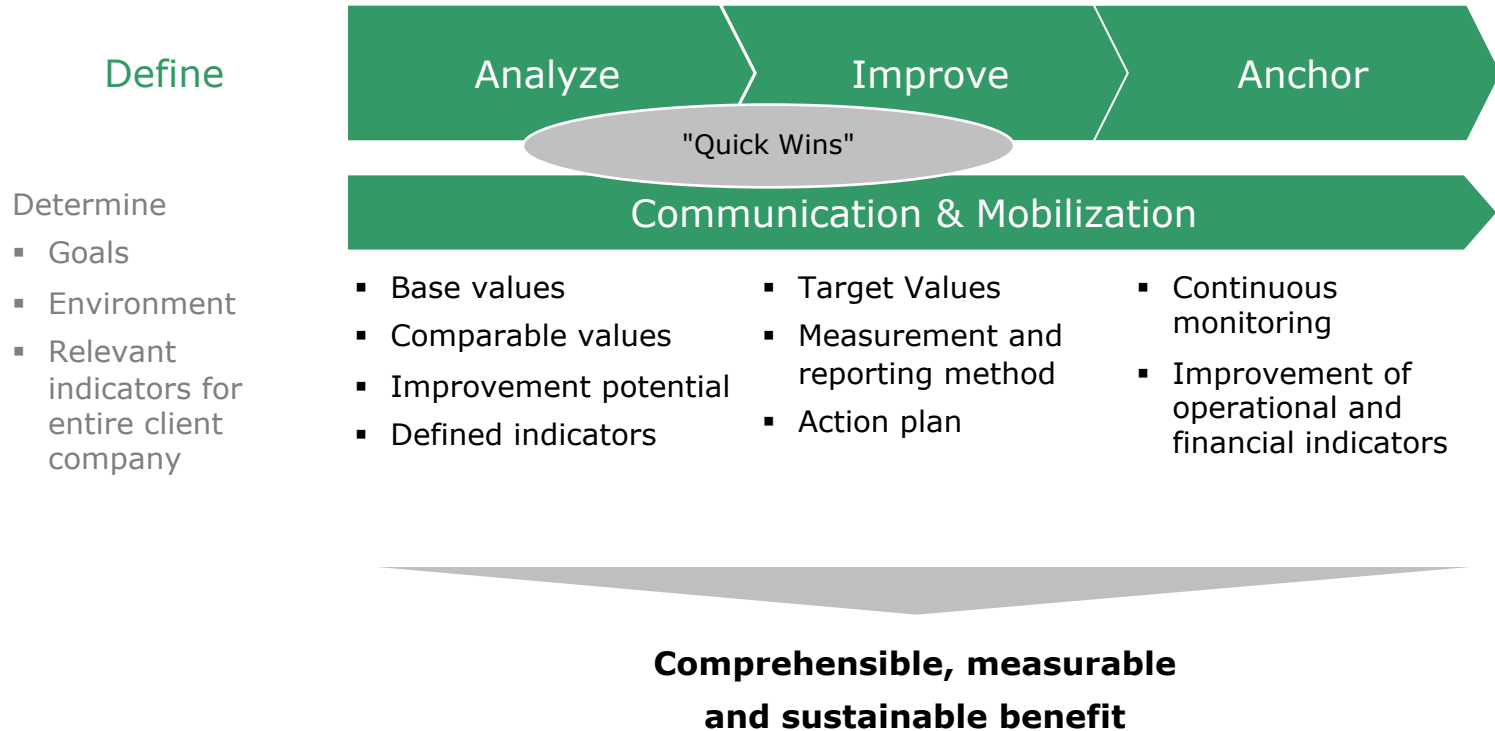 Define
Analyze
Improve
Anchor
"Quick Wins"
Communication & Mobilization
Determine
▪ Goals
▪ Environment
▪ Relevant
indicators for
entire client
company
▪ Base values
▪ Comparable values
▪ Improvement potential
▪ Defined indicators
▪ Target Values
▪ Measurement and
reporting method
▪ Action plan
▪ Continuous
monitoring
▪ Improvement of
operational and
financial indicators
Comprehensible, measurable
and sustainable benefit